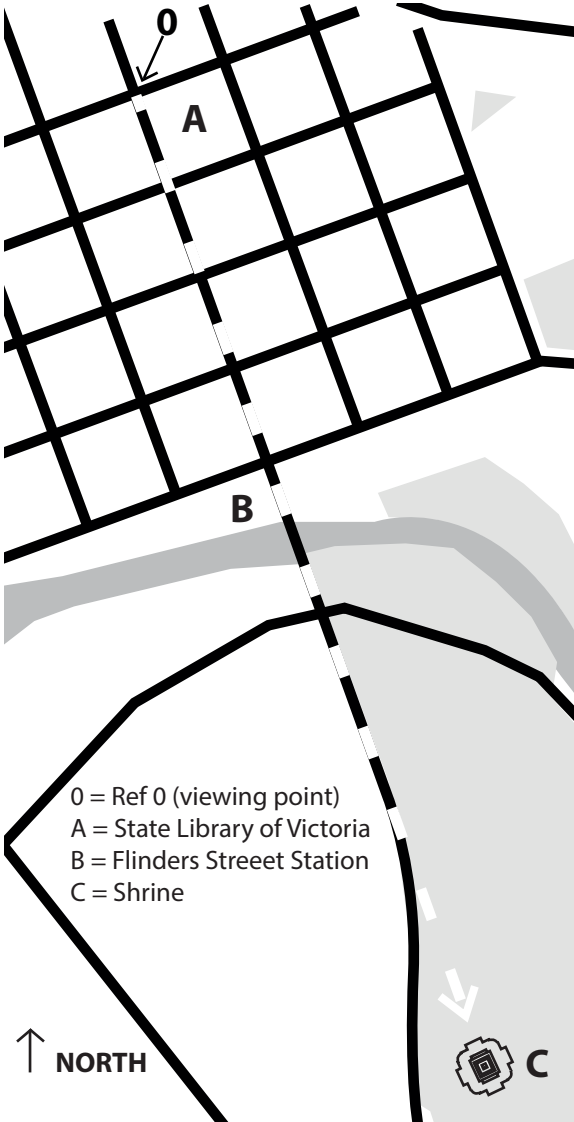 0
A
B
0 = Ref 0 (viewing point)
A = State Library of Victoria
B = Flinders Streeet Station
C = Shrine
NORTH
C